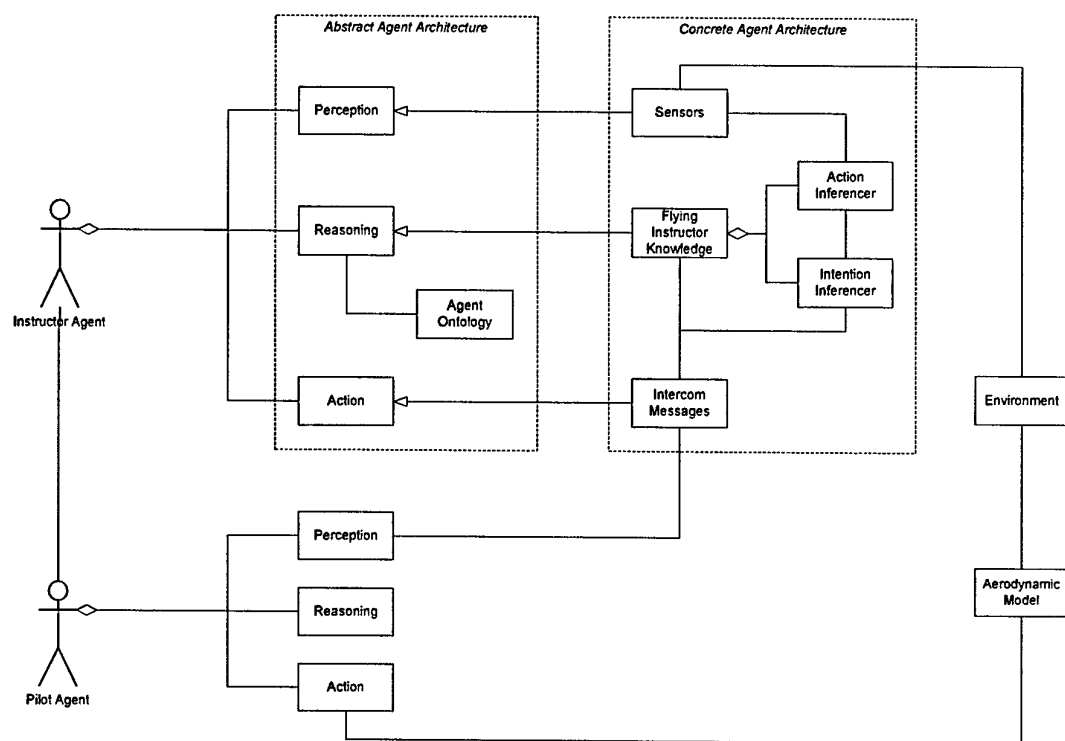 Abstract Agent Architecture
Concrete Agent Architecture
Perception
Sensors
Action
Inferencer
Reasoning
Flying
Instructor
Knowledge
Intention
Inferencer
Agent
Ontology
Instructor Agent
Action
Intercom
Messages
Environment
Perception
Reasoning
Aerodynamic
Model
Action
Pilot Agent